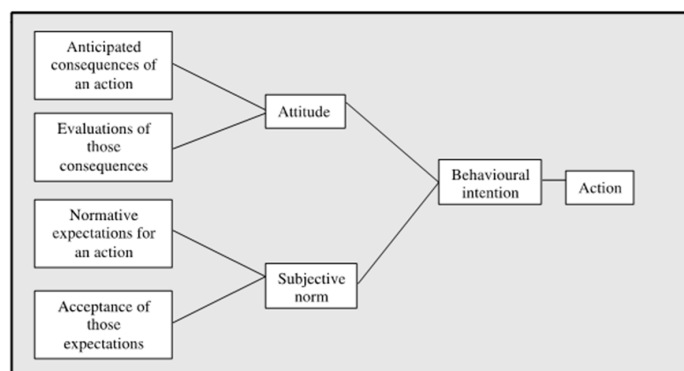 Anticipated
consequences of
an action
Evaluations of
those
consequences
Attitude
Normative
expectations for
an action
Acceptance of
those
expectations
Subjective
norm
Behavioural
intention
Action